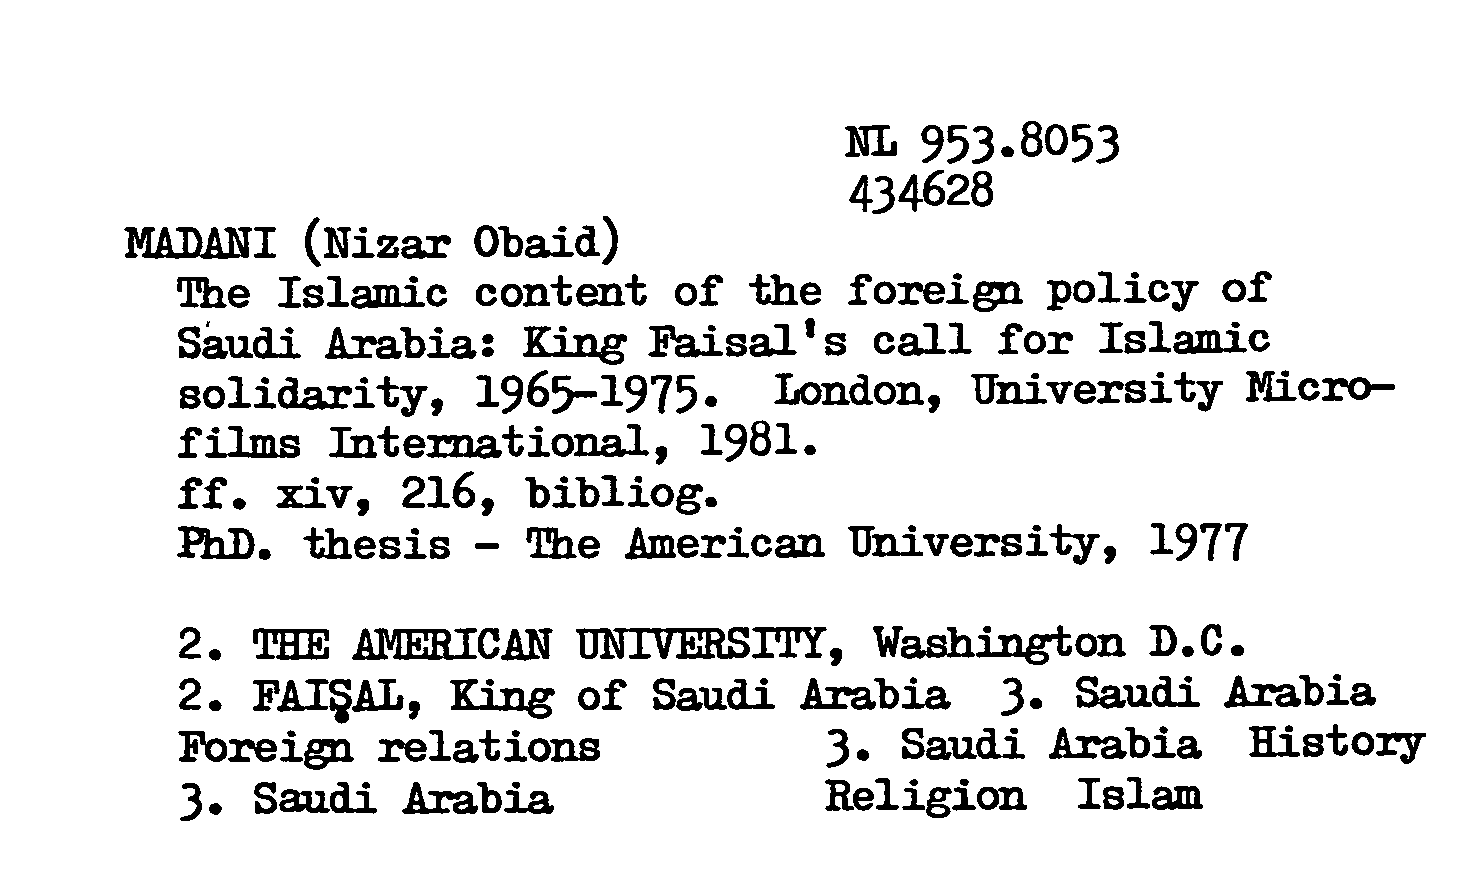 NL 953.8053
434628
MADANI (Nizar Obaid)
The Islamic content of the foreign policy of
Saudi Arabia: King Faisal's call for Islamic
solidarity, 1965-1975. London, University Micro-
films International, 1981.
ff. xiv, 216, bibliog.
PhD. thesis - The American University, 1977
2. THE AMERICAN UNIVERSITY, Washington D.C.
2. FAIṢAL, King of Saudi Arabia 3. Saudi Arabia
Foreign relations 3. Saudi Arabia History
3. Saudi Arabia Religion Islam